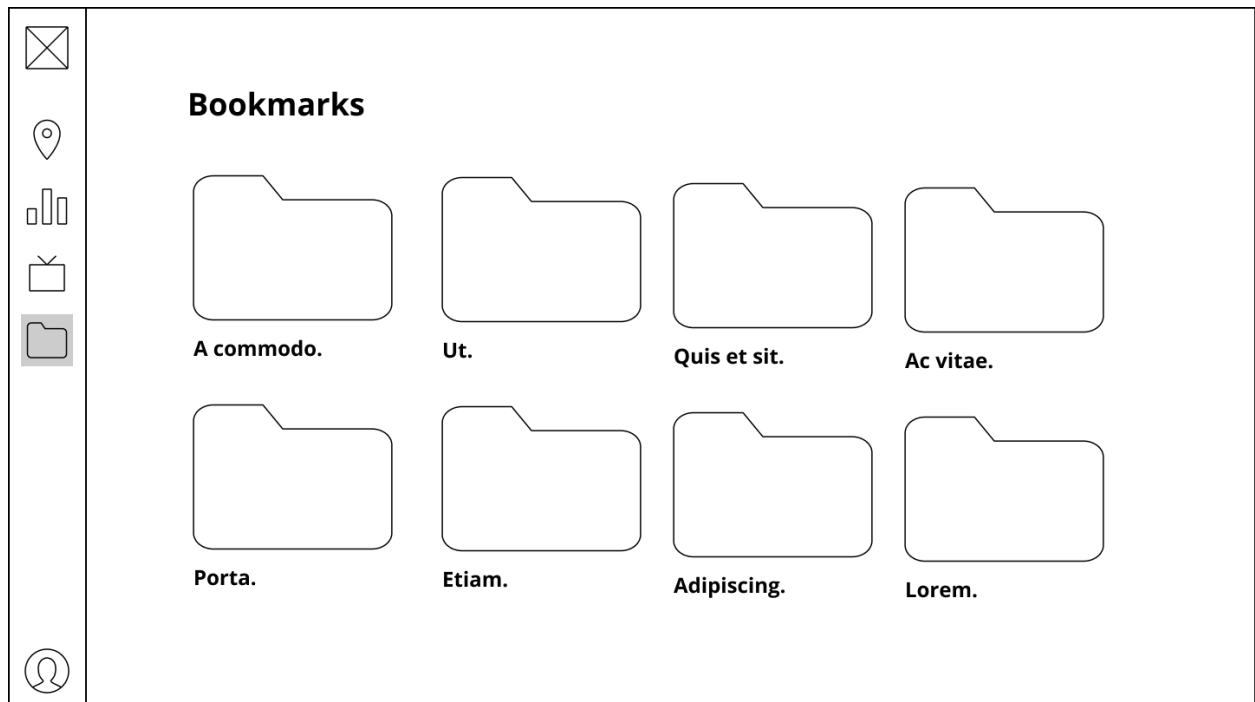 Bookmarks
A commodo.
Ut.
Quis et sit.
Ac vitae.
Porta.
Etiam.
Adipiscing.
Lorem.